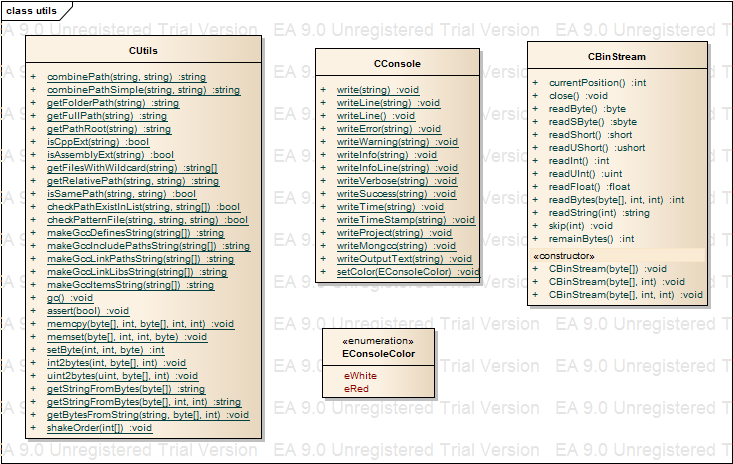 class utils
EA 9.0 Unregistered Trial Version EA 9.0 Unregistered Trial Version EA 9.0 Unregistered T
CUtils
+ combinePath(string, string) :string
+ combinePathSimple(string, string) :string
+ getFolderPath(string) :string
+ getFullPath(string) :string
+ getPathRoot(string) :string
+ isCppExt(string) :bool
+ isAssemblyExt(string) :bool
+ getFilesWithWildcard(string) :string[]
+ getRelativePath(string, string) :string
+ isSamePath(string, string) :bool
+ checkPathExistInList(string, string[]) :bool
+ checkPatternFile(string, string, string) :bool
+ makeGccDefinesString(string[]) :string
+ makeGccIncludePathsString(string[]) :string
+ makeGccLinkPathsString(string[]) :string
+ makeGccLinkLibsString(string[]) :string
+ makeGccItemsString(string[]) :string
+ gc() :void
+ assert(bool) :void
+ memcpy(byte[], int, byte[], int, int) :void
+ memset(byte[], int, int, byte) :void
+ setByte(int, int, byte) :int
+ int2bytes(int, byte[], int) :void
+ uint2bytes(uint, byte[], int) :void
+ getStringFromBytes(byte[]) :string
+ getStringFromBytes(byte[], int, int) :string
+ getBytesFromString(string, byte[], int) :void
+ shakeOrder(int[]) :void
CConsole
+ write(string) :void
+ writeLine(string) :void
+ writeLine() :void
+ writeError(string) :void
+ writeWarning(string) :void
+ writeInfo(string) :void
+ writeInfoLine(string) :void
+ writeVerbose(string) :void
+ writeSuccess(string) :void
+ writeTime(string) :void
+ writeTimeStamp(string) :void
+ writeProject(string) :void
+ writeMongcc(string) :void
+ writeOutputText(string) :void
+ setColor(EConsoleColor) :void
«enumeration»
EConsoleColor
eWhite
eRed
CBinStream
+ currentPosition() :int
+ close() :void
+ readByte() :byte
+ readSByte() :sbyte
+ readShort() :short
+ readUShort() :ushort
+ readInt() :int
+ readUInt() :uint
+ readFloat() :float
+ readBytes(byte[], int, int) :int
+ readString(int) :string
+ skip(int) :void
+ remainBytes() :int
«constructor»
+ CBinStream(byte[]) :void
+ CBinStream(byte[], int) :void
+ CBinStream(byte[], int, int) :void
EA 9.0 Unregistered Trial Version EA 9.0 Unregistered Trial Version EA 9.0 Unregistered T